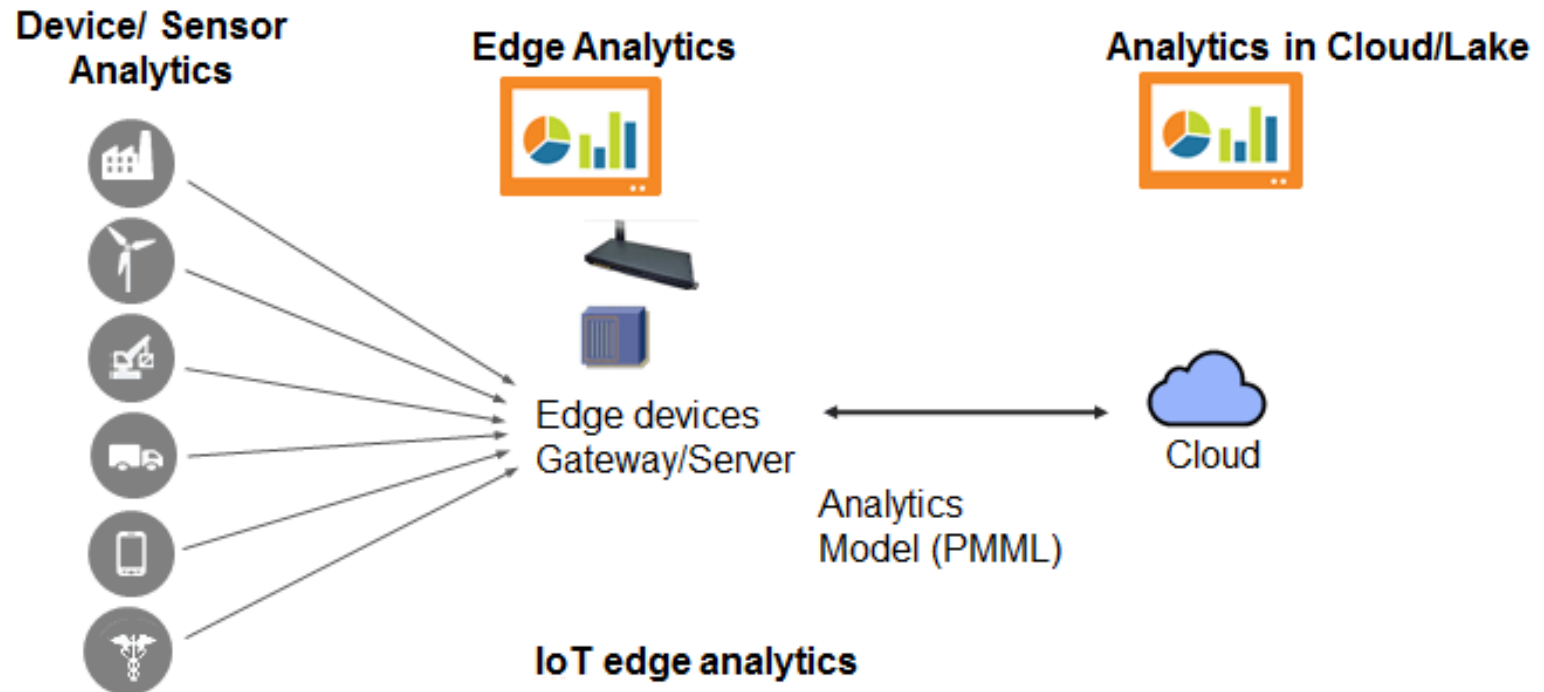 Device/ Sensor
Analytics
Edge Analytics
Analytics in Cloud/Lake
Edge devices
Gateway/Server
Cloud
Analytics
Model (PMML)
IoT edge analytics